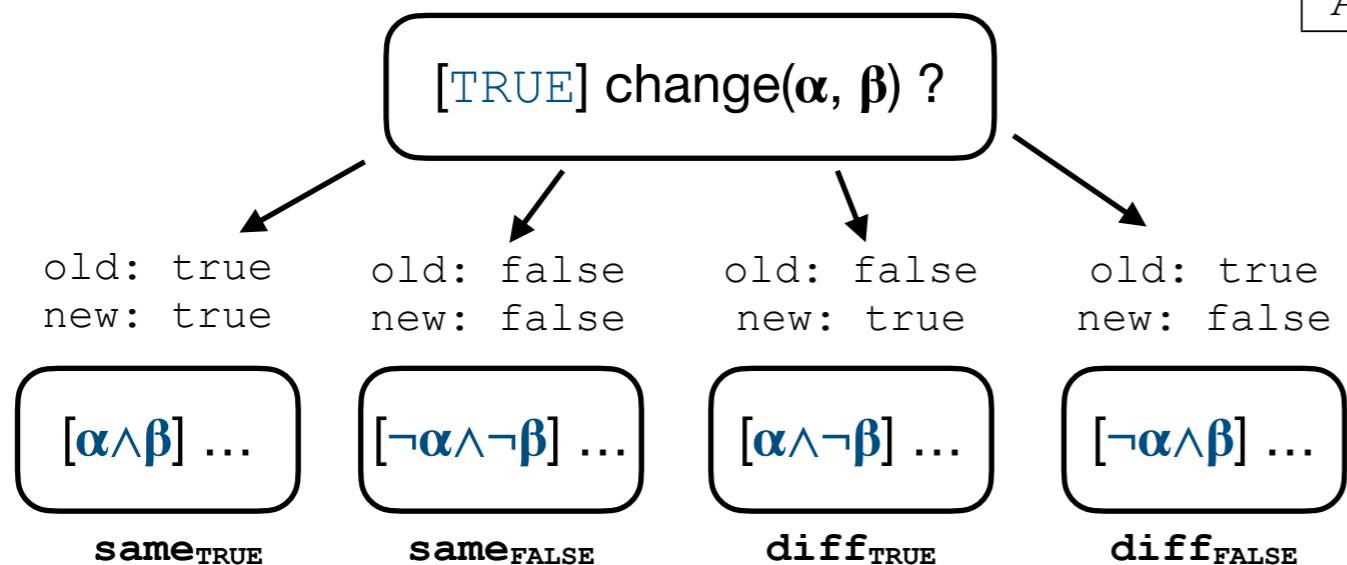 A
[TRUE] change(α, β) ?
old: true
new: true
old: false
new: false
old: false
new: true
old: true
new: false
[α∧β] ...
[¬α∧¬β] ...
[α∧¬β] ...
[¬α∧β] ...
sameTRUE
sameFALSE
diffTRUE
diffFALSE